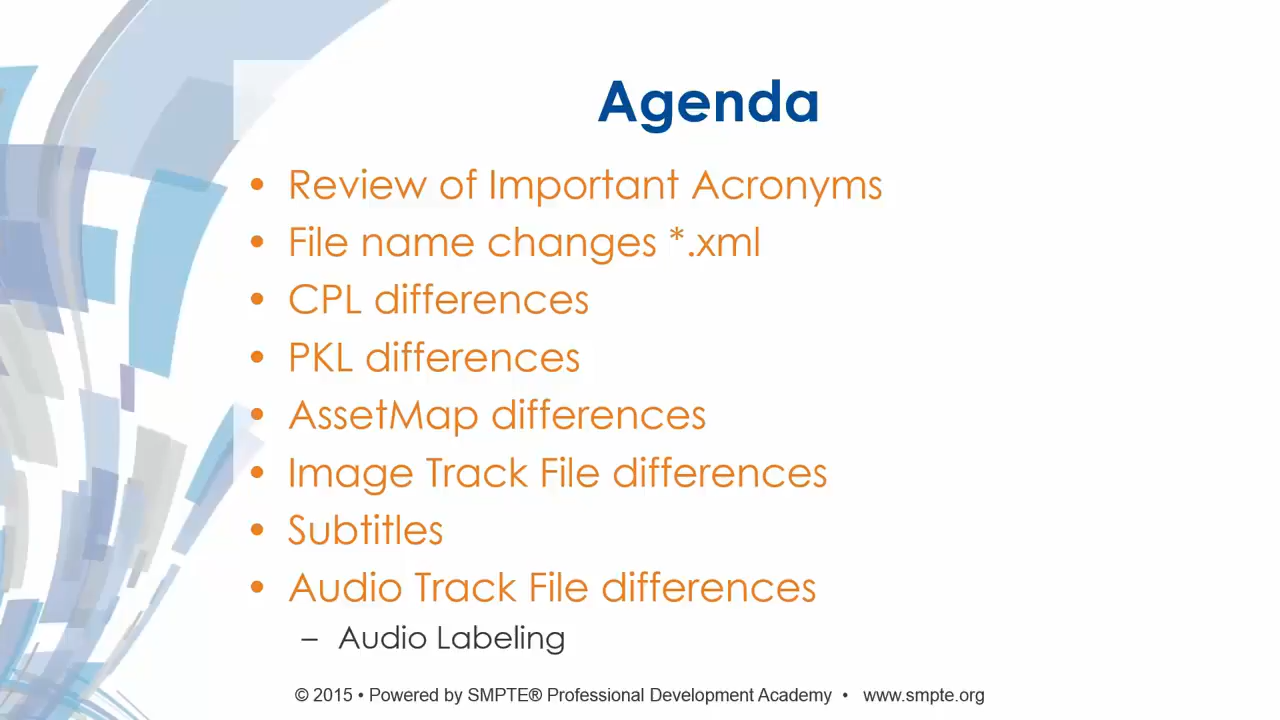 Agenda
• Review of Important Acronyms
• File name changes *.xml
• CPL differences
• PKL differences
• AssetMap differences
• Image Track File differences
• Subtitles
• Audio Track File differences
– Audio Labeling
© 2015 • Powered by SMPTE® Professional Development Academy • www.smpte.org